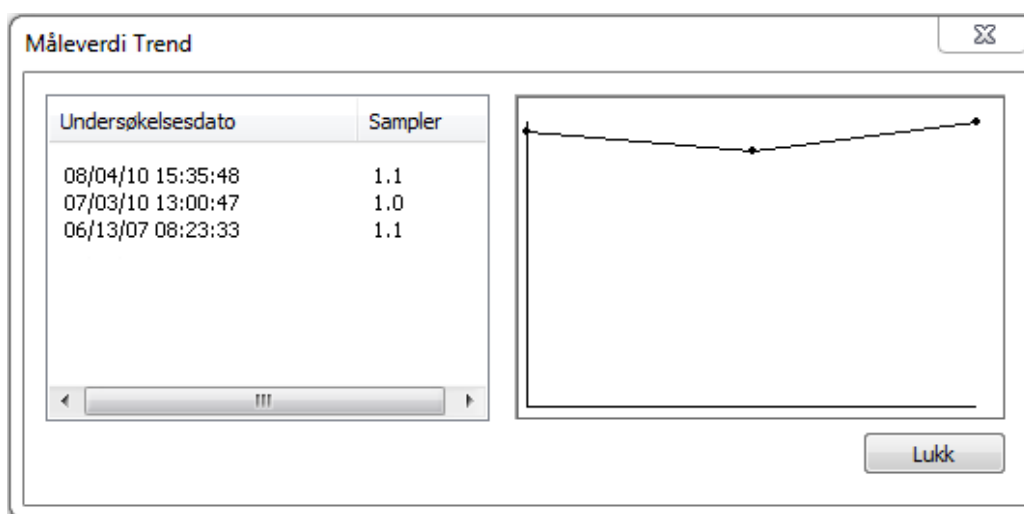 Måleverdi Trend
Undersøkelsesdato Sampler
08/04/10 15:35:48 1.1
07/03/10 13:00:47 1.0
06/13/07 08:23:33 1.1
Lukk